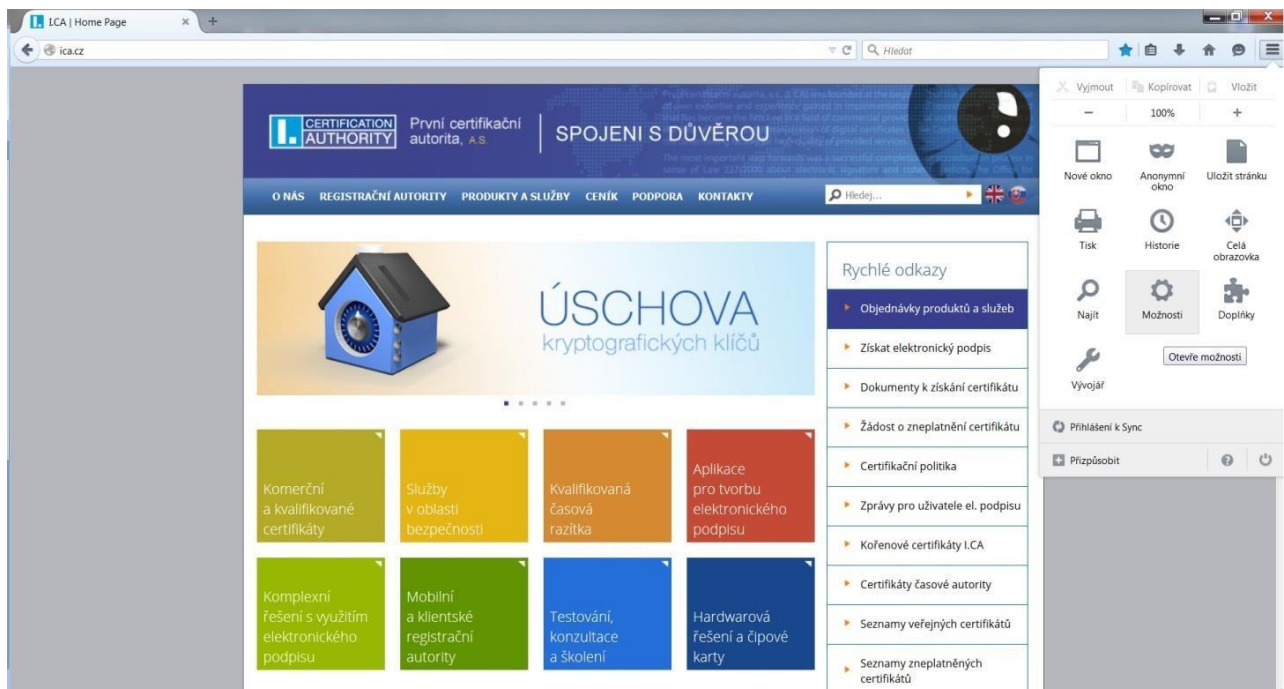 I.CA | Home Page
ica.cz
Hledat
Vyjmout Kopírovat Vložit
− 100% +
Nové okno
Anonymní
okno
Uložit stránku
Tisk
Historie
Celá
obrazovka
Najít
Možnosti
Doplňky
Otevře možnosti
Vývojář
Přihlášení k Sync
Přizpůsobit
CERTIFICATION
AUTHORITY
První certifikační
autorita, A.S.
SPOJENI S DŮVĚROU
O NÁS REGISTRAČNÍ AUTORITY PRODUKTY A SLUŽBY CENÍK PODPORA KONTAKTY
Hledej...
ÚSCHOVA
kryptografických klíčů
Komerční
a kvalifikované
certifikáty
Služby
v oblasti
bezpečnosti
Kvalifikovaná
časová
razítka
Aplikace
pro tvorbu
elektronického
podpisu
Komplexní
řešení s využitím
elektronického
podpisu
Mobilní
a klientské
registrační
autority
Testování,
konzultace
a školení
Hardwarová
řešení a čipové
karty
Rychlé odkazy
Objednávky produktů a služeb
Získat elektronický podpis
Dokumenty k získání certifikátu
Žádost o zneplatnění certifikátu
Certifikační politika
Zprávy pro uživatele el. podpisu
Kořenové certifikáty I.CA
Certifikáty časové autority
Seznamy veřejných certifikátů
Seznamy zneplatněných
certifikátů